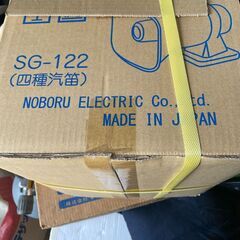 SG-122
(四種汽笛)
NOBORU ELECTRIC Co., Ltd.
MADE IN JAPAN